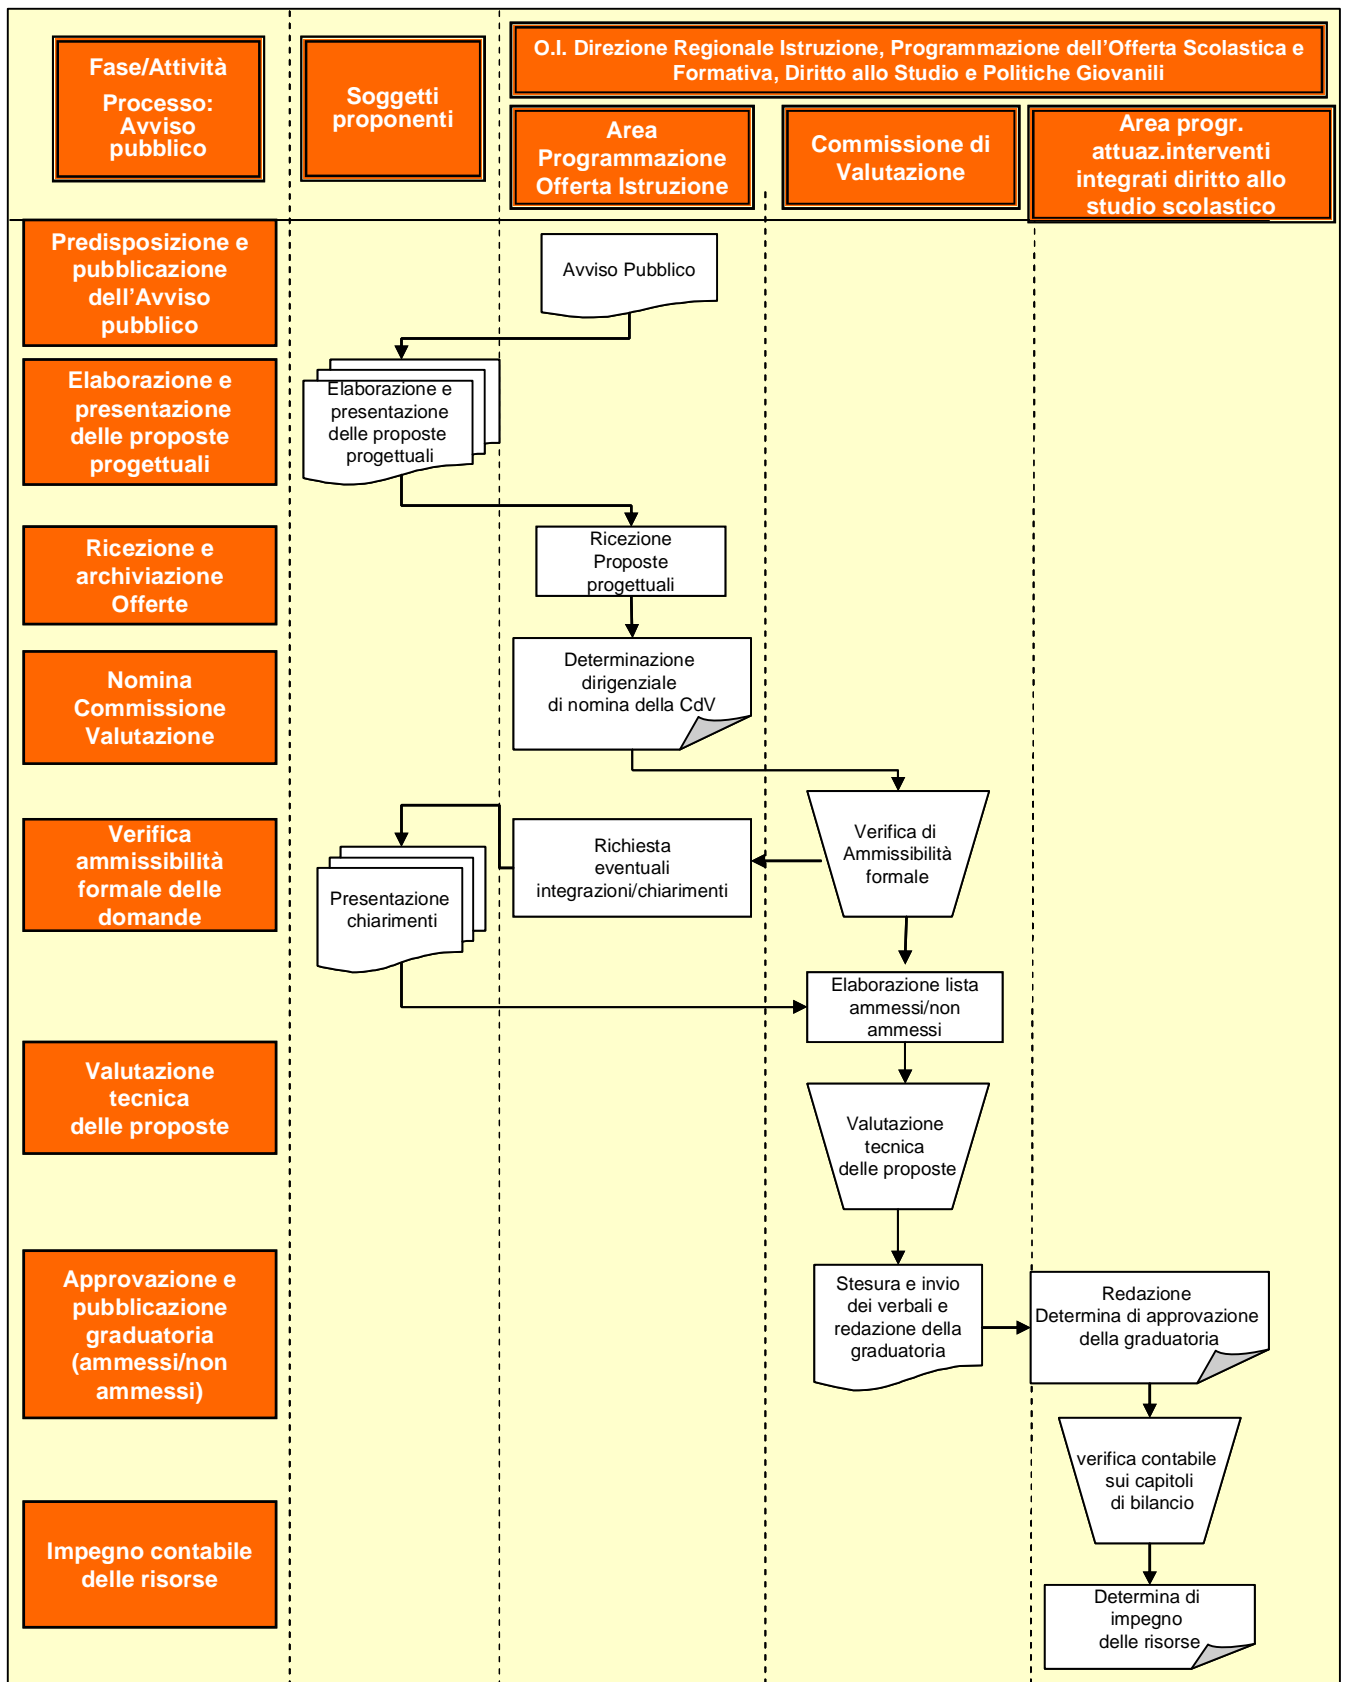 Fase/Attività
Processo:
Avviso
pubblico
Soggetti
proponenti
O.I. Direzione Regionale Istruzione, Programmazione dell'Offerta Scolastica e
Formativa, Diritto allo Studio e Politiche Giovanili
Area
Programmazione
Offerta Istruzione
Commissione di
Valutazione
Area progr.
attuaz.interventi
integrati diritto allo
studio scolastico
Predisposizione e
pubblicazione
dell'Avviso
pubblico
Avviso Pubblico
Elaborazione e
presentazione
delle proposte
progettuali
Elaborazione e
presentazione
delle proposte
progettuali
Ricezione e
archiviazione
Offerte
Ricezione
Proposte
progettuali
Nomina
Commissione
Valutazione
Determinazione
dirigenziale
di nomina della CdV
Verifica
ammissibilità
formale delle
domande
Presentazione
chiarimenti
Richiesta
eventuali
integrazioni/chiarimenti
Verifica di
Ammissibilità
formale
Elaborazione lista
ammessi/non
ammessi
Valutazione
tecnica
delle proposte
Valutazione
tecnica
delle proposte
Approvazione e
pubblicazione
graduatoria
(ammessi/non
ammessi)
Stesura e invio
dei verbali e
redazione della
graduatoria
Redazione
Determina di approvazione
della graduatoria
verifica contabile
sui capitoli
di bilancio
Impegno contabile
delle risorse
Determina di
impegno
delle risorse